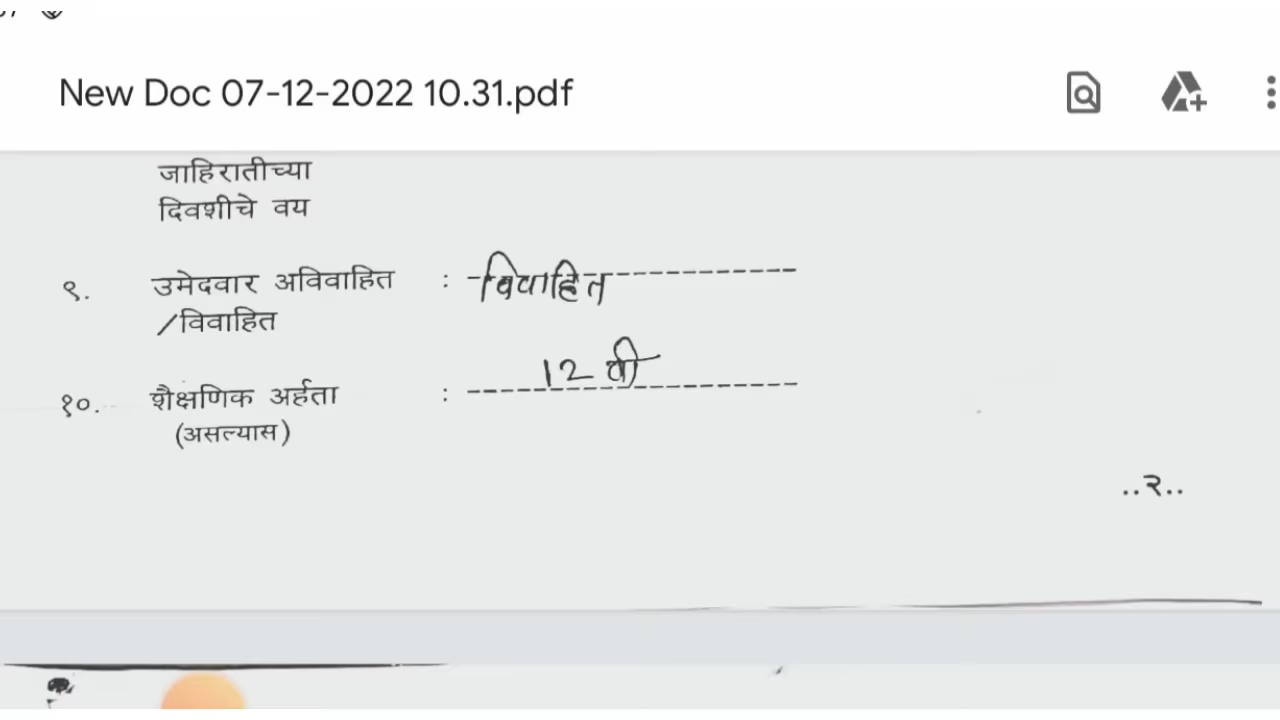 New Doc 07-12-2022 10.31.pdf
जाहिरातीच्या
दिवशीचे वय
९. उमेदवार अविवाहित : विवाहित
/विवाहित
१०. शैक्षणिक अर्हता : 12 वी
(असल्यास)
..२..